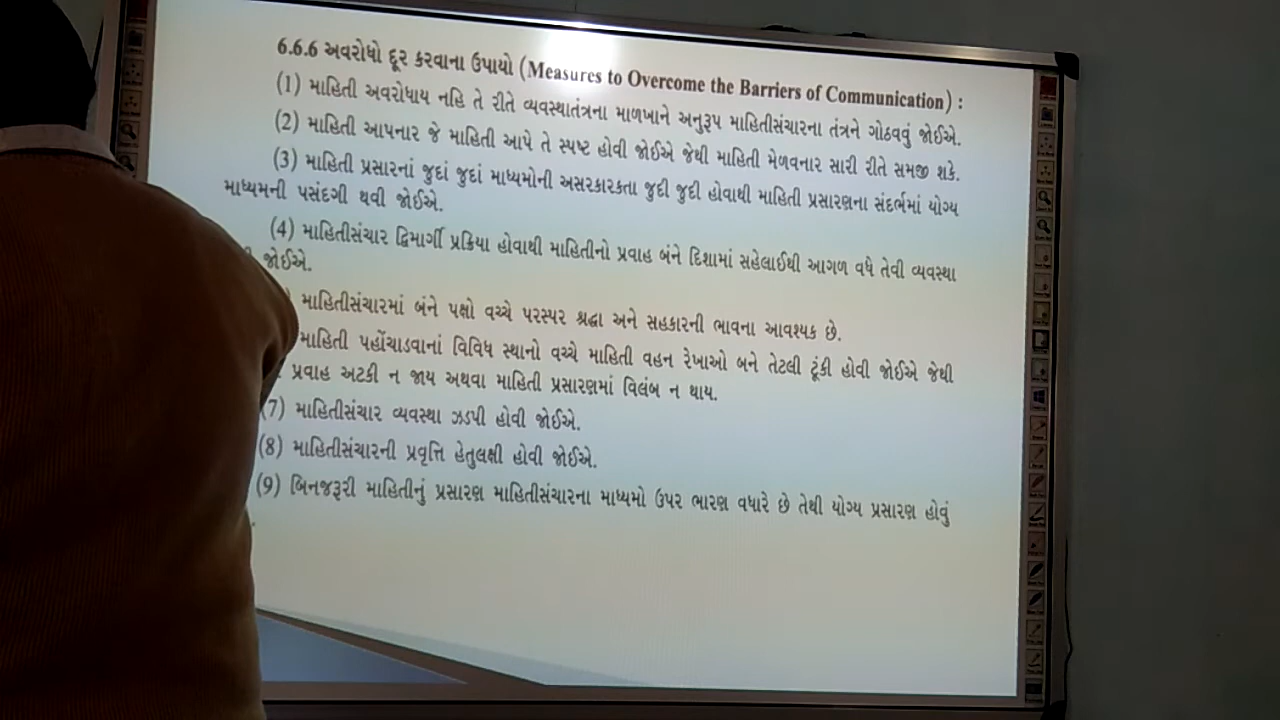 6.6.6 અવરોધો દૂર કરવાના ઉપાયો (Measures to Overcome the Barriers of Communication) :
(1) માહિતી અવરોધાય નહિ તે રીતે વ્યવસ્થાતંત્રના માળખાને અનુરૂપ માહિતીસંચારના તંત્રને ગોઠવવું જોઈએ.
(2) માહિતી આપનાર જે માહિતી આપે તે સ્પષ્ટ હોવી જોઈએ જેથી માહિતી મેળવનાર સારી રીતે સમજી શકે.
(3) માહિતી પ્રસારનાં જુદાં જુદાં માધ્યમોની અસરકારકતા જુદી જુદી હોવાથી માહિતી પ્રસારણના સંદર્ભમાં યોગ્ય
માધ્યમની પસંદગી થવી જોઈએ.
(4) માહિતીસંચાર દ્વિમાર્ગી પ્રક્રિયા હોવાથી માહિતીનો પ્રવાહ બંને દિશામાં સહેલાઈથી આગળ વધે તેવી વ્યવસ્થા
જોઈએ.
માહિતીસંચારમાં બંને પક્ષો વચ્ચે પરસ્પર શ્રદ્ધા અને સહકારની ભાવના આવશ્યક છે.
માહિતી પહોંચાડવાનાં વિવિધ સ્થાનો વચ્ચે માહિતી વહન રેખાઓ બને તેટલી ટૂંકી હોવી જોઈએ જેથી
પ્રવાહ અટકી ન જાય અથવા માહિતી પ્રસારણમાં વિલંબ ન થાય.
(7) માહિતીસંચાર વ્યવસ્થા ઝડપી હોવી જોઈએ.
(8) માહિતીસંચારની પ્રવૃત્તિ હેતુલક્ષી હોવી જોઈએ.
(9) બિનજરૂરી માહિતીનું પ્રસારણ માહિતીસંચારના માધ્યમો ઉપર ભારણ વધારે છે તેથી યોગ્ય પ્રસારણ હોવું